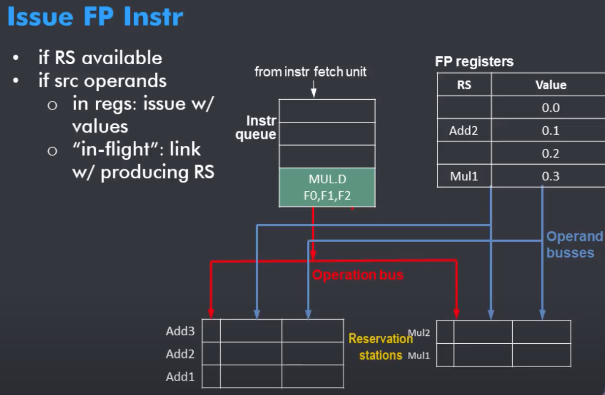 Issue FP Instr
• if RS available
• if src operands
o in regs: issue w/
values
o "in-flight": link
w/ producing RS
from instr fetch unit
Instr
queue
MUL.D
F0,F1,F2
FP registers
RS Value
0.0
Add2 0.1
0.2
Mul1 0.3
Operand
busses
Operation bus
Add3
Add2
Add1
Reservation
stations
Mul2
Mul1